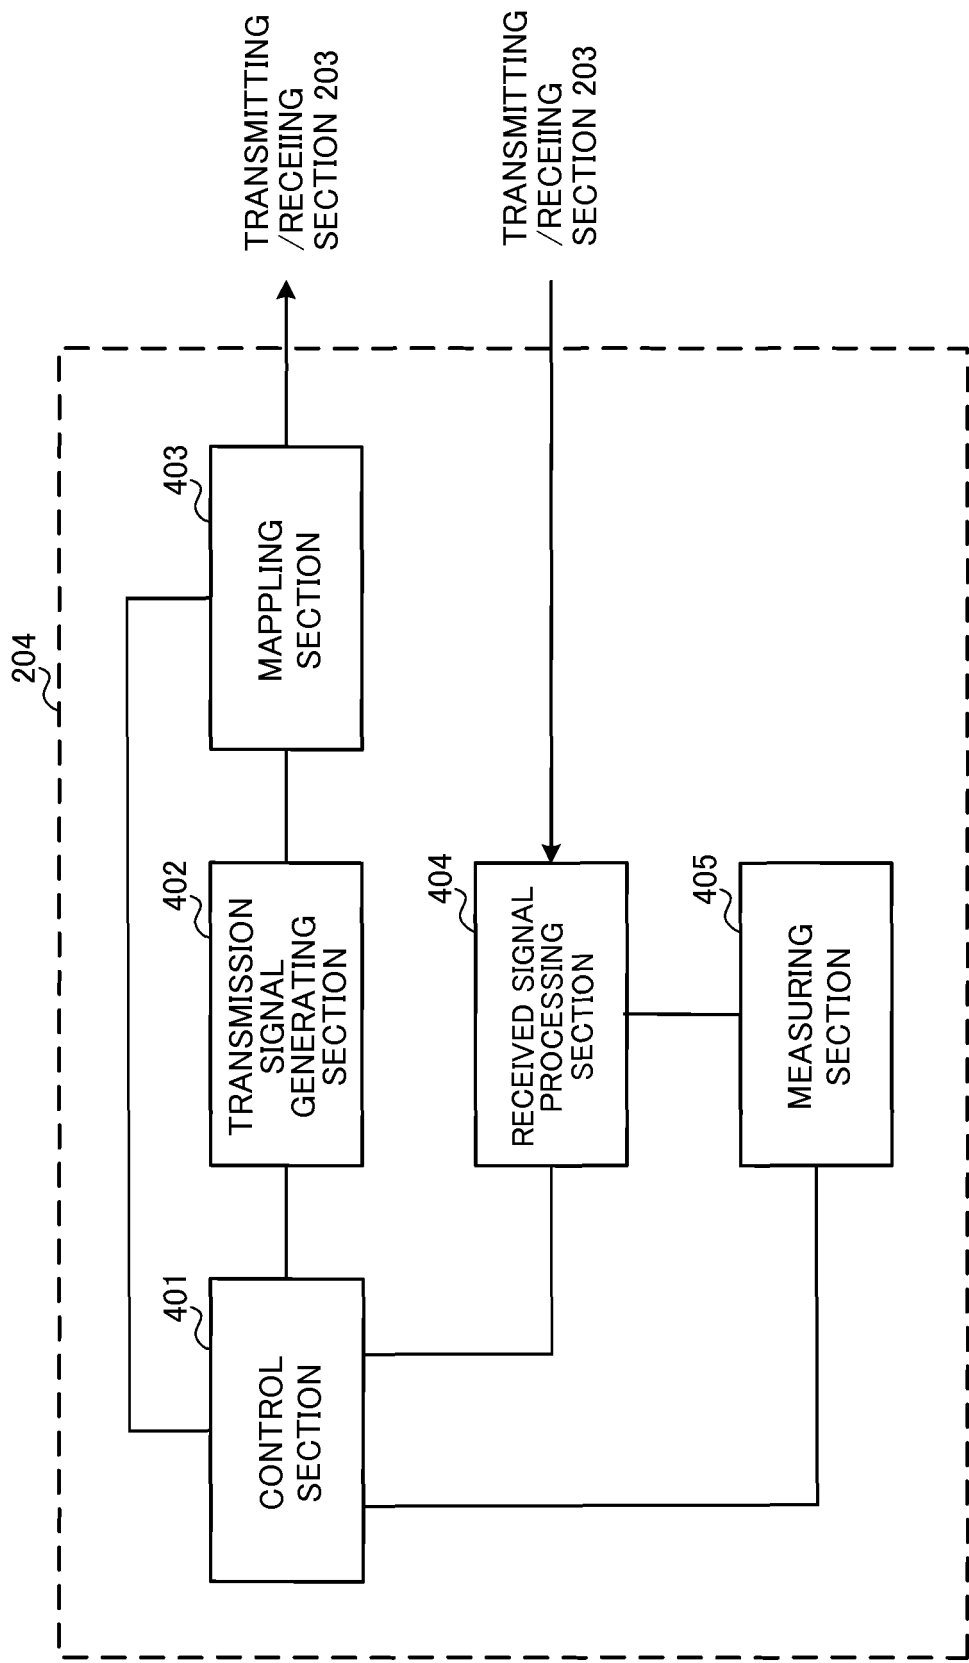 204
401
CONTROL
SECTION
402
TRANSMISSION
SIGNAL
GENERATING
SECTION
403
MAPPLING
SECTION
TRANSMITTING
/RECEIING
SECTION 203
404
RECEIVED SIGNAL
PROCESSING
SECTION
TRANSMITTING
/RECEIING
SECTION 203
405
MEASURING
SECTION